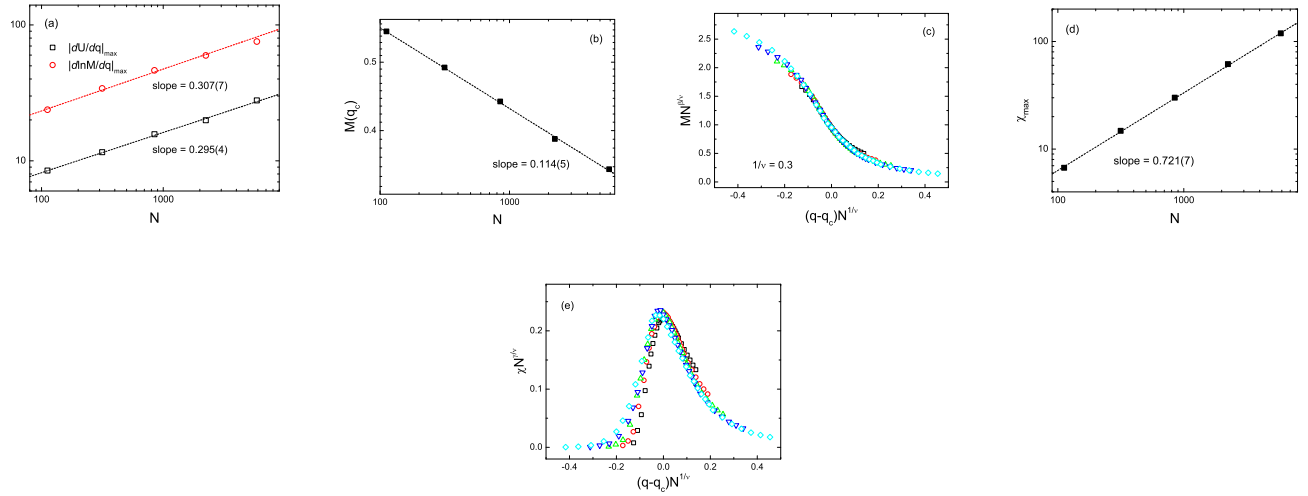 (a)
100
10
|dU/dq|max
|dlnM/dq|max
slope = 0.307(7)
slope = 0.295(4)
100
1000
N
(b)
0.5
0.4
M(qc)
slope = 0.114(5)
100
1000
N
(c)
2.5
2.0
1.5
1.0
0.5
0.0
MN^β/ν
1/ν = 0.3
-0.4 -0.2 0.0 0.2 0.4
(q-qc)N^1/ν
(d)
100
10
χmax
slope = 0.721(7)
100
1000
N
(e)
0.2
0.1
0.0
χN^γ/ν
-0.4 -0.2 0.0 0.2 0.4
(q-qc)N^1/ν